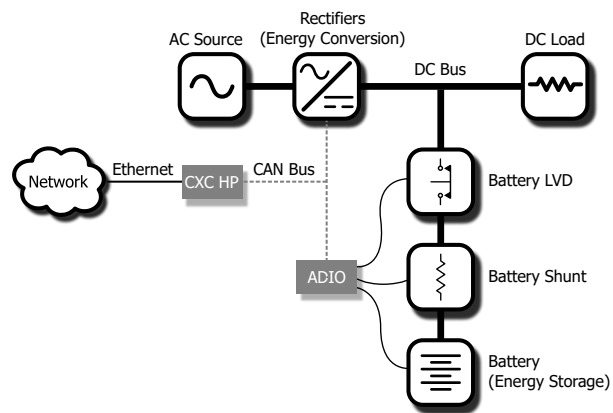 Rectifiers
(Energy Conversion)
AC Source
DC Load
DC Bus
Ethernet
CAN Bus
Network
CXC HP
Battery LVD
ADIO
Battery Shunt
Battery
(Energy Storage)